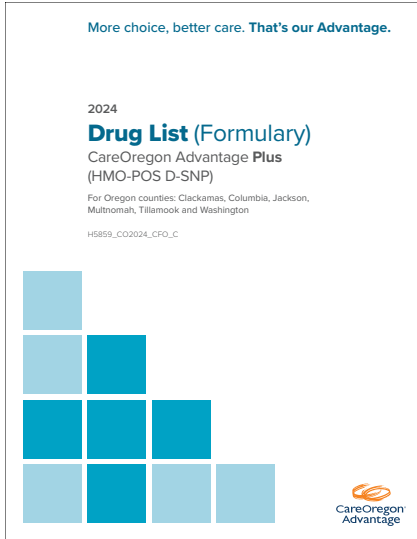 More choice, better care. That's our Advantage.
2024
Drug List (Formulary)
CareOregon Advantage Plus
(HMO-POS D-SNP)
For Oregon counties: Clackamas, Columbia, Jackson,
Multnomah, Tillamook and Washington
H5859_CO2024_CFO_C
CareOregon
Advantage